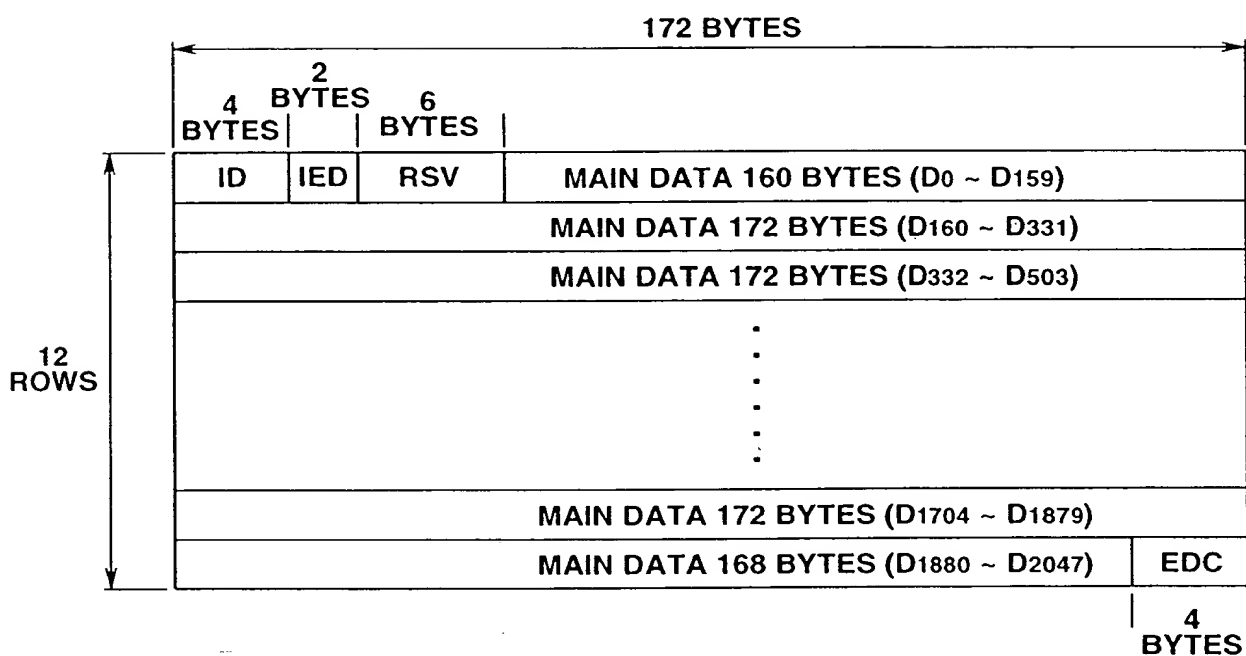 172 BYTES
4 BYTES
2 BYTES
6 BYTES
ID
IED
RSV
MAIN DATA 160 BYTES (D0 ~ D159)
MAIN DATA 172 BYTES (D160 ~ D331)
MAIN DATA 172 BYTES (D332 ~ D503)
12
ROWS
MAIN DATA 172 BYTES (D1704 ~ D1879)
MAIN DATA 168 BYTES (D1880 ~ D2047)
EDC
4
BYTES